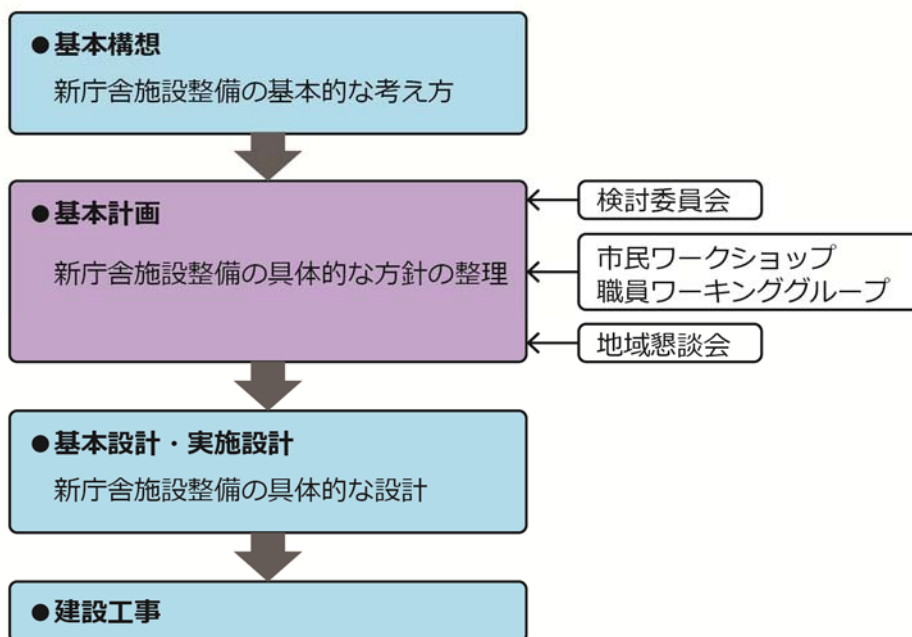 ●基本構想
新庁舎施設整備の基本的な考え方
●基本計画
新庁舎施設整備の具体的な方針の整理
検討委員会
市民ワークショップ
職員ワーキンググループ
地域懇談会
●基本設計・実施設計
新庁舎施設整備の具体的な設計
●建設工事